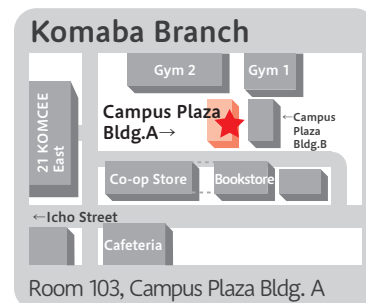 Komaba Branch
Gym 2
Gym 1
21 KOMCEE
East
Campus Plaza
Bldg.A→
←Campus
Plaza
Bldg.B
Co-op Store
Bookstore
←Icho Street
Cafeteria
Room 103, Campus Plaza Bldg. A